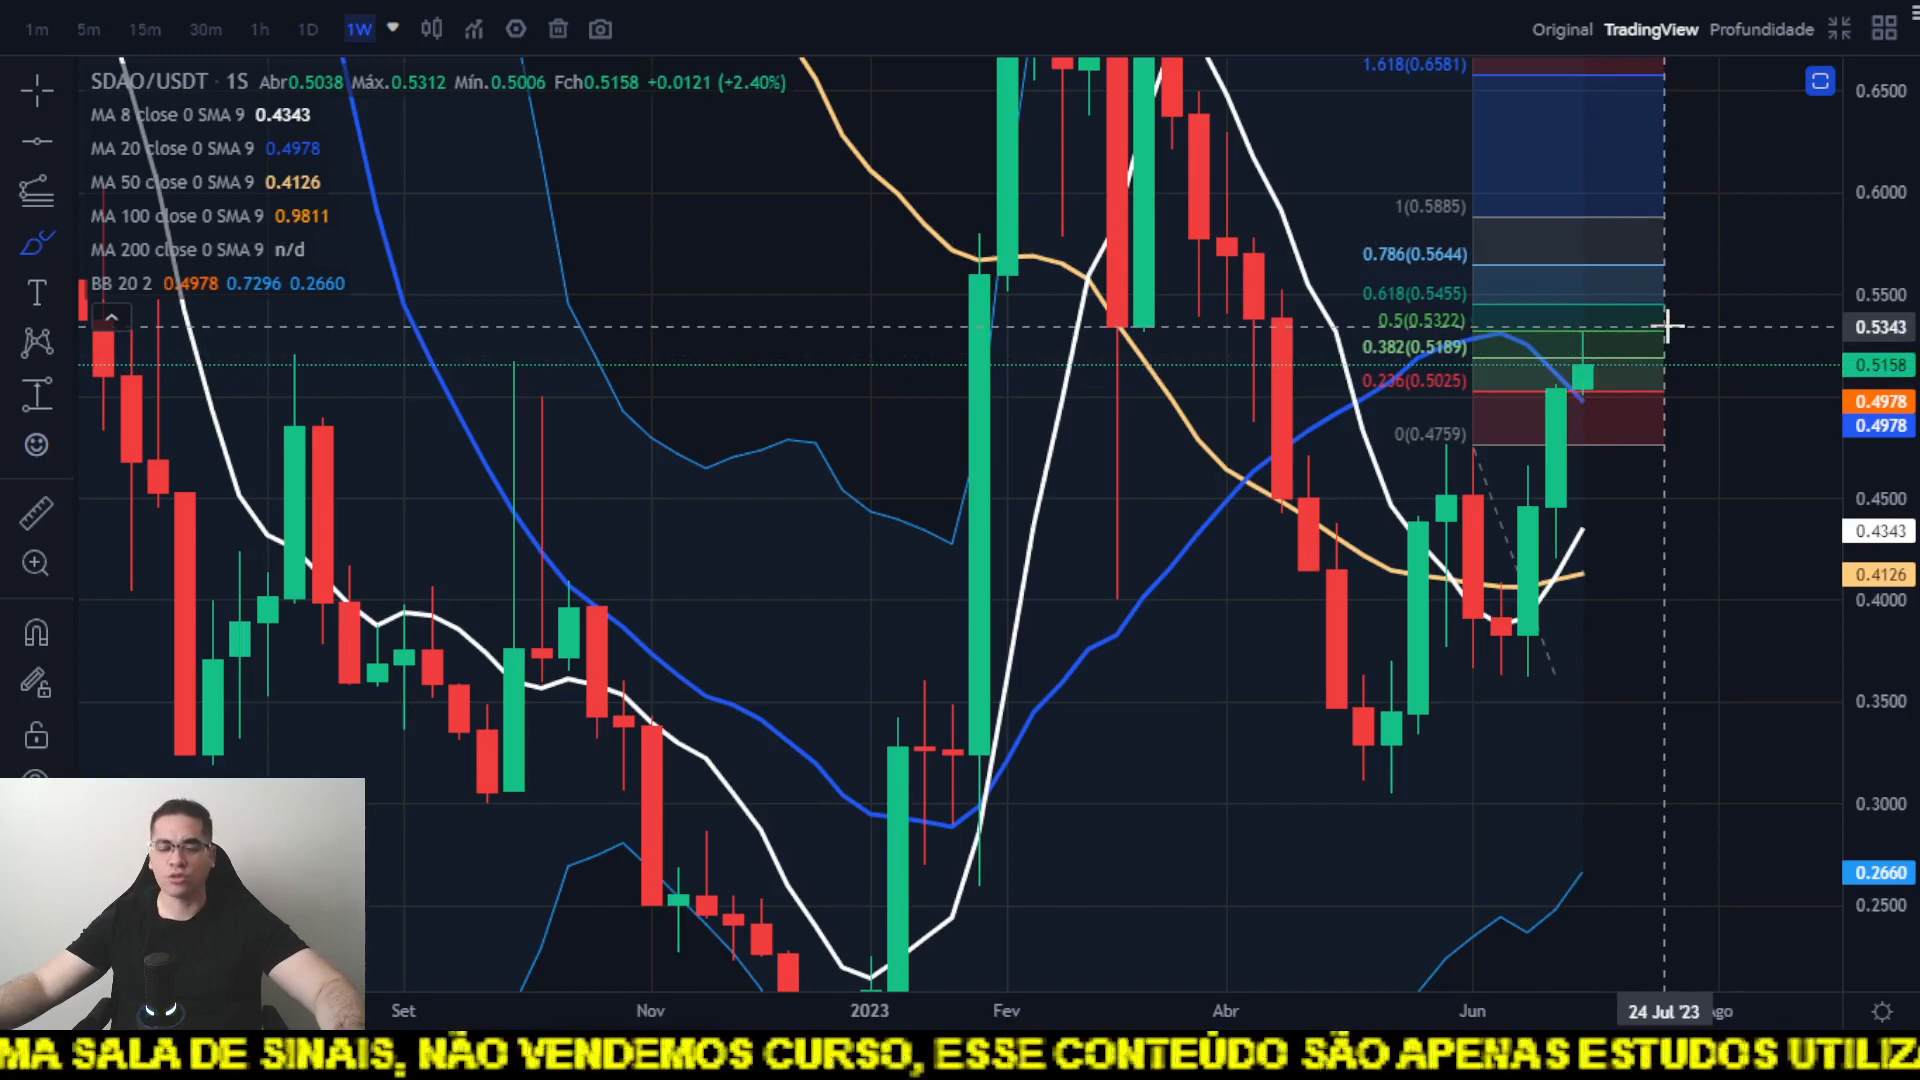 1m 5m 15m 30m 1h 1D 1W Original TradingView Profundidade
SDAO/USDT · 1S Abr0.5038 Máx.0.5312 Mín.0.5006 Fch0.5158 +0.0121 (+2.40%)
MA 8 close 0 SMA 9 0.4343
MA 20 close 0 SMA 9 0.4978
MA 50 close 0 SMA 9 0.4126
MA 100 close 0 SMA 9 0.9811
MA 200 close 0 SMA 9 n/d
BB 20 2 0.4978 0.7296 0.2660
1.618(0.6581)
1(0.5885)
0.786(0.5644)
0.618(0.5455)
0.5(0.5322)
0.382(0.5189)
0.236(0.5025)
0(0.4759)
0.6500
0.6000
0.5500
0.5343
0.5158
0.4978
0.4978
0.4500
0.4343
0.4126
0.4000
0.3500
0.3000
0.2660
0.2500
Set Nov 2023 Fev Abr Jun 24 Jul '23 go
MA SALA DE SINAIS, NÃO VENDEMOS CURSO, ESSE CONTEÚDO SÃO APENAS ESTUDOS UTILIZA